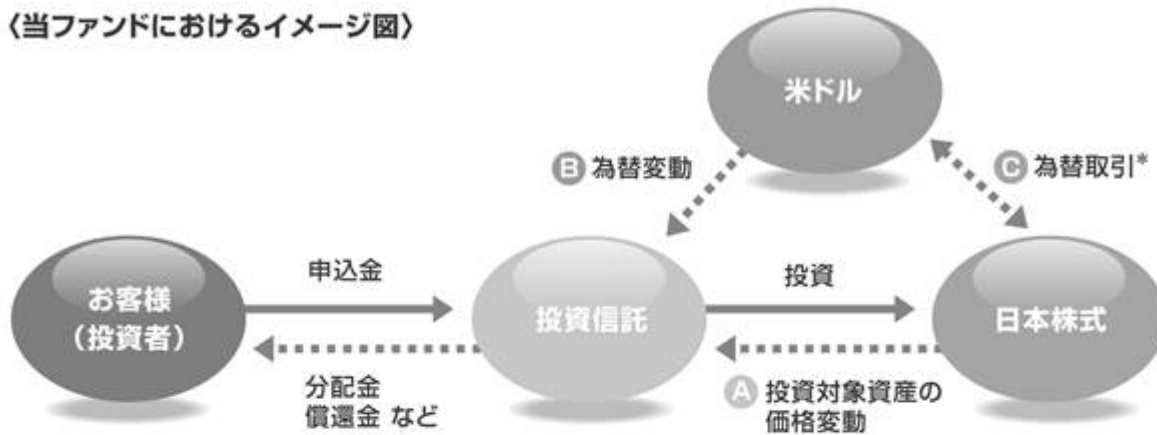 〈当ファンドにおけるイメージ図〉
米ドル
B 為替変動
C 為替取引*
お客様
（投資者）
申込金
投資信託
投資
日本株式
分配金
償還金 など
A 投資対象資産の
価格変動